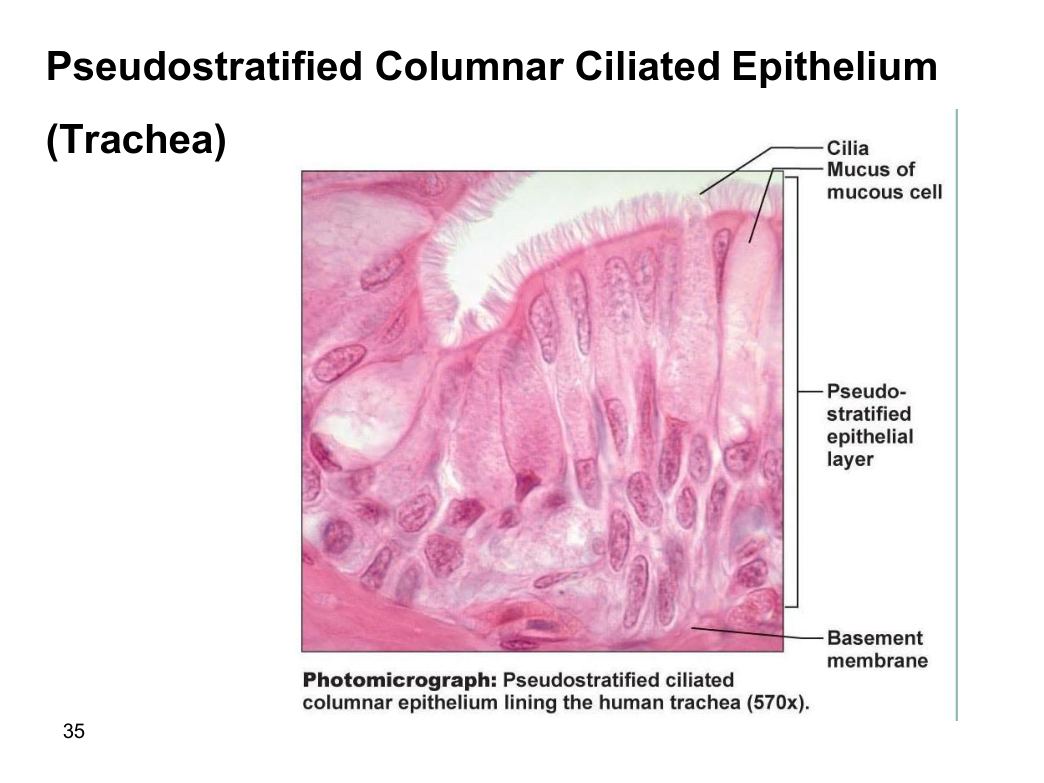 Pseudostratified Columnar Ciliated Epithelium
(Trachea)
Cilia
Mucus of
mucous cell
Pseudo-
stratified
epithelial
layer
Basement
membrane
Photomicrograph: Pseudostratified ciliated
columnar epithelium lining the human trachea (570x).
35